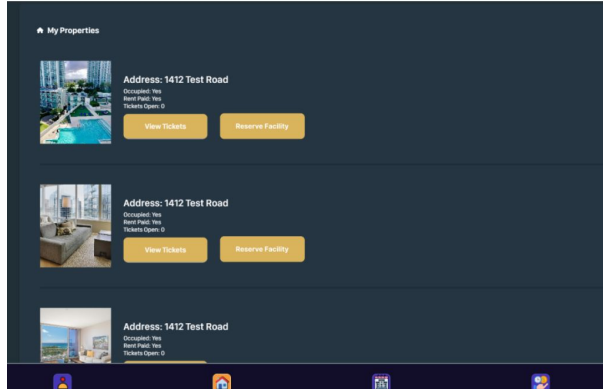 My Properties
Address: 1412 Test Road
Occupied: Yes
Rent Paid: Yes
Tickets Open: 0
View Tickets Reserve Facility
Address: 1412 Test Road
Occupied: Yes
Rent Paid: Yes
Tickets Open: 0
View Tickets Reserve Facility
Address: 1412 Test Road
Occupied: Yes
Rent Paid: Yes
Tickets Open: 0